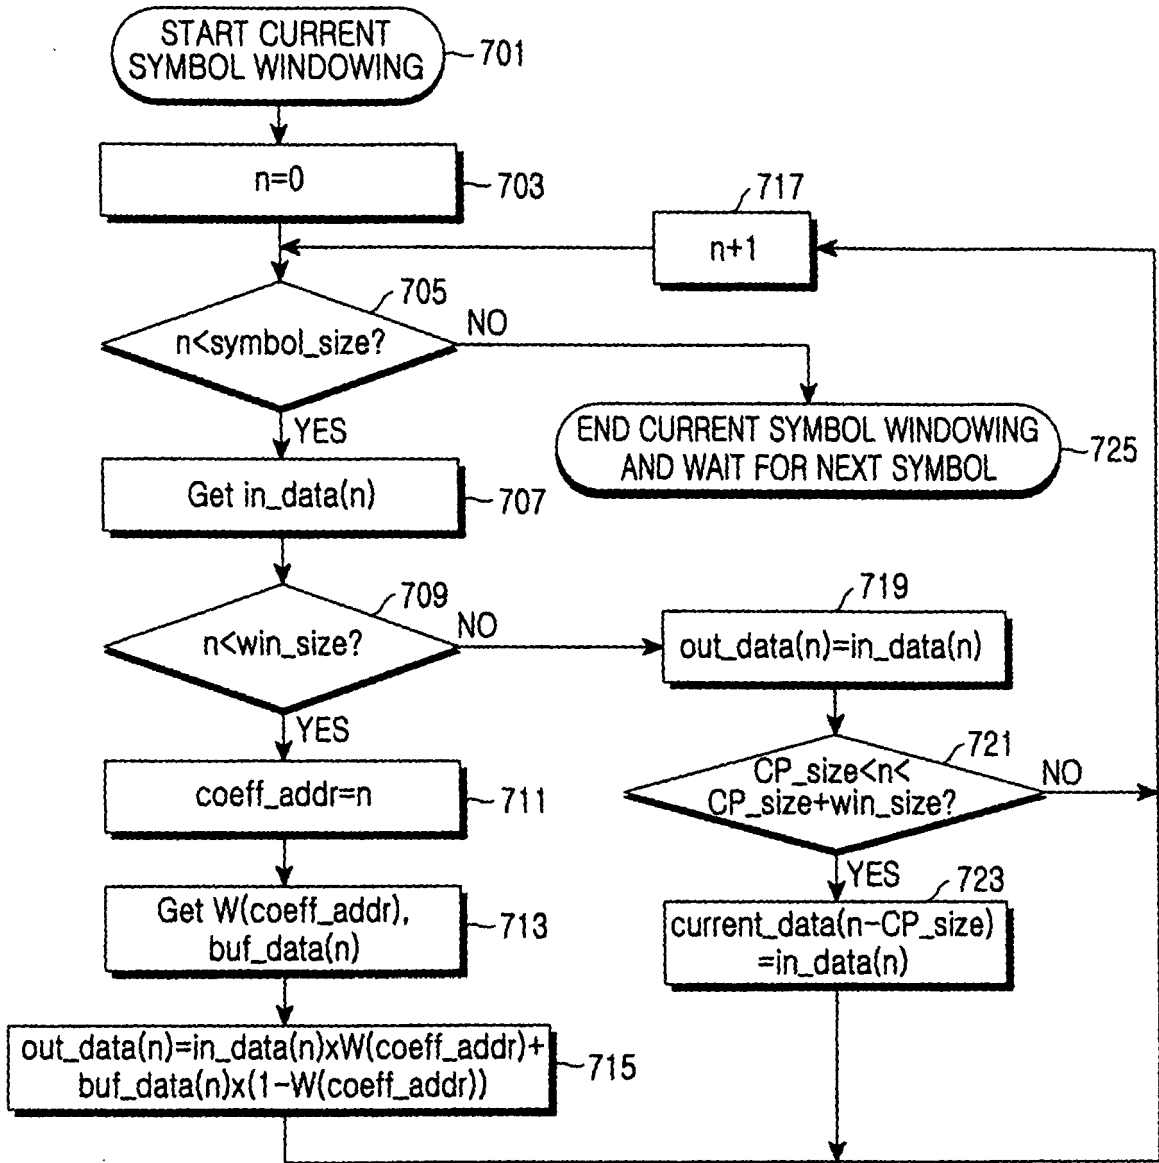 START CURRENT
SYMBOL WINDOWING
701
n=0
703
717
n+1
705
n<symbol_size?
NO
YES
END CURRENT SYMBOL WINDOWING
AND WAIT FOR NEXT SYMBOL
725
Get in_data(n)
707
709
n<win_size?
NO
YES
719
out_data(n)=in_data(n)
721
CP_size<n<
CP_size+win_size?
NO
YES
coeff_addr=n
711
Get W(coeff_addr),
buf_data(n)
713
723
current_data(n-CP_size)
=in_data(n)
out_data(n)=in_data(n)xW(coeff_addr)+
buf_data(n)x(1-W(coeff_addr))
715